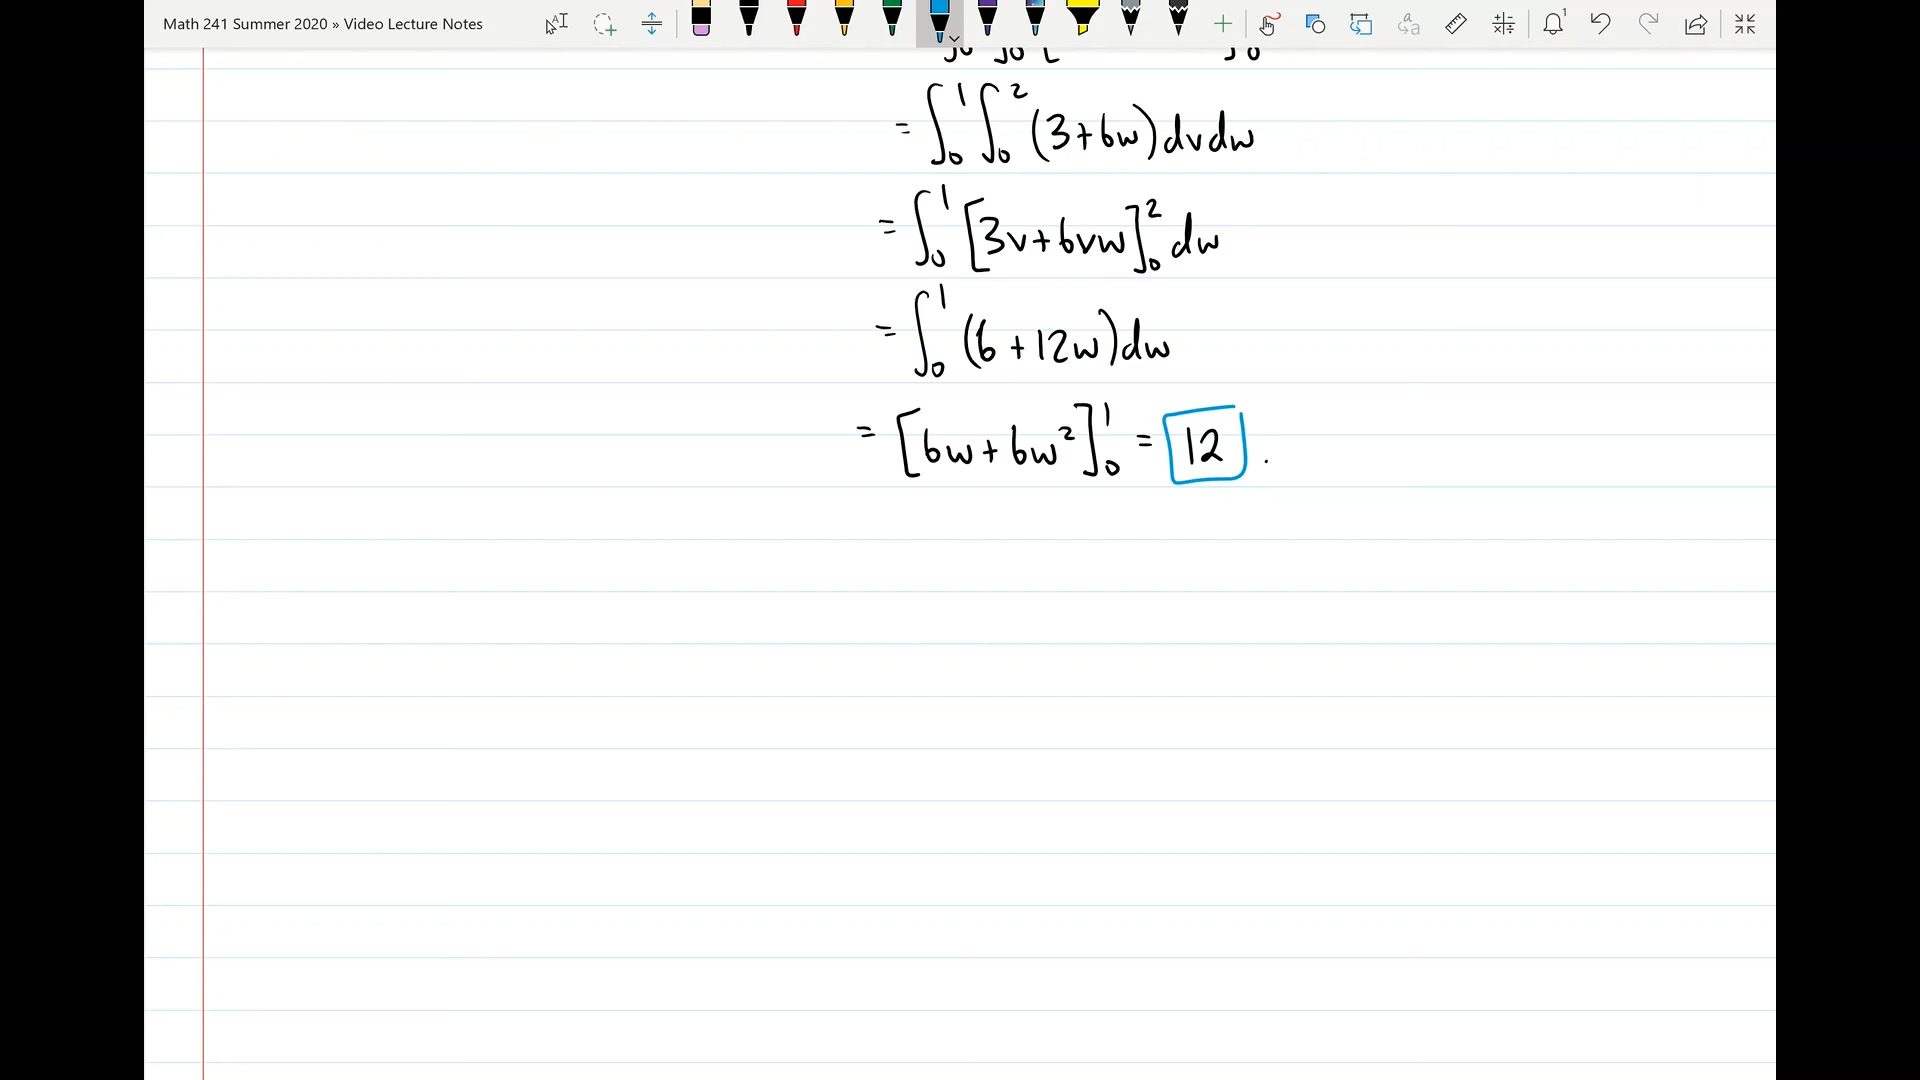 Math 241 Summer 2020 » Video Lecture Notes
= ∫₀¹ ∫₀² (3+6w) dv dw
= ∫₀¹ [3v+6vw]₀² dw
= ∫₀¹ (6+12w) dw
= [6w+6w²]₀¹ = 12 .